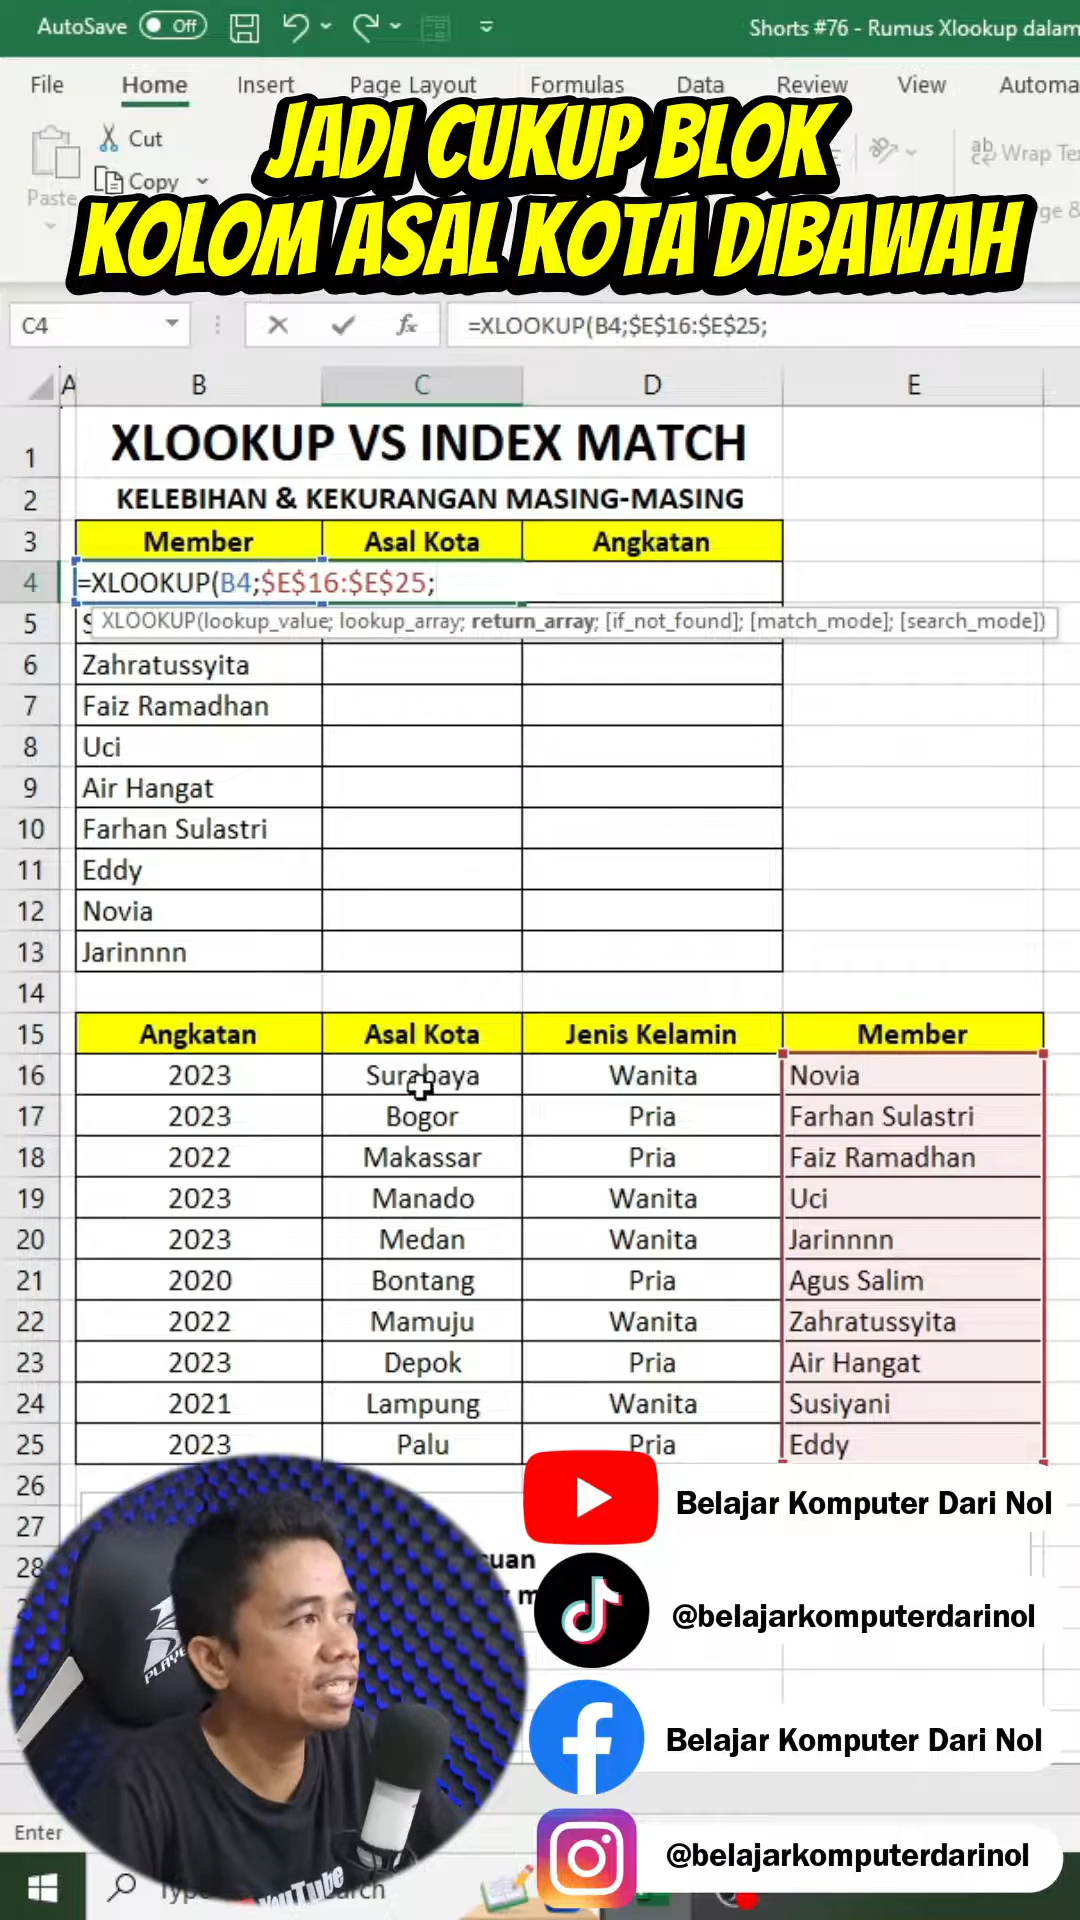 AutoSave Off
Shorts #76 - Rumus Xlookup dalam
File Home Insert Page Layout Formulas Data Review View Automa
JADI CUKUP BLOK
KOLOM ASAL KOTA DIBAWAH
Cut
Copy
Paste
ab Wrap Te
ge &
C4 fx =XLOOKUP(B4;$E$16:$E$25;
A B C D E
1 XLOOKUP VS INDEX MATCH
2 KELEBIHAN & KEKURANGAN MASING-MASING
3 Member Asal Kota Angkatan
4 =XLOOKUP(B4;$E$16:$E$25;
5 S XLOOKUP(lookup_value; lookup_array; return_array; [if_not_found]; [match_mode]; [search_mode])
6 Zahratussyita
7 Faiz Ramadhan
8 Uci
9 Air Hangat
10 Farhan Sulastri
11 Eddy
12 Novia
13 Jarinnnn
14
15 Angkatan Asal Kota Jenis Kelamin Member
16 2023 Surabaya Wanita Novia
17 2023 Bogor Pria Farhan Sulastri
18 2022 Makassar Pria Faiz Ramadhan
19 2023 Manado Wanita Uci
20 2023 Medan Wanita Jarinnnn
21 2020 Bontang Pria Agus Salim
22 2022 Mamuju Wanita Zahratussyita
23 2023 Depok Pria Air Hangat
24 2021 Lampung Wanita Susiyani
25 2023 Palu Pria Eddy
26
27
28
Belajar Komputer Dari Nol
@belajarkomputerdarinol
Belajar Komputer Dari Nol
@belajarkomputerdarinol
PLAYE
YouTube
Enter